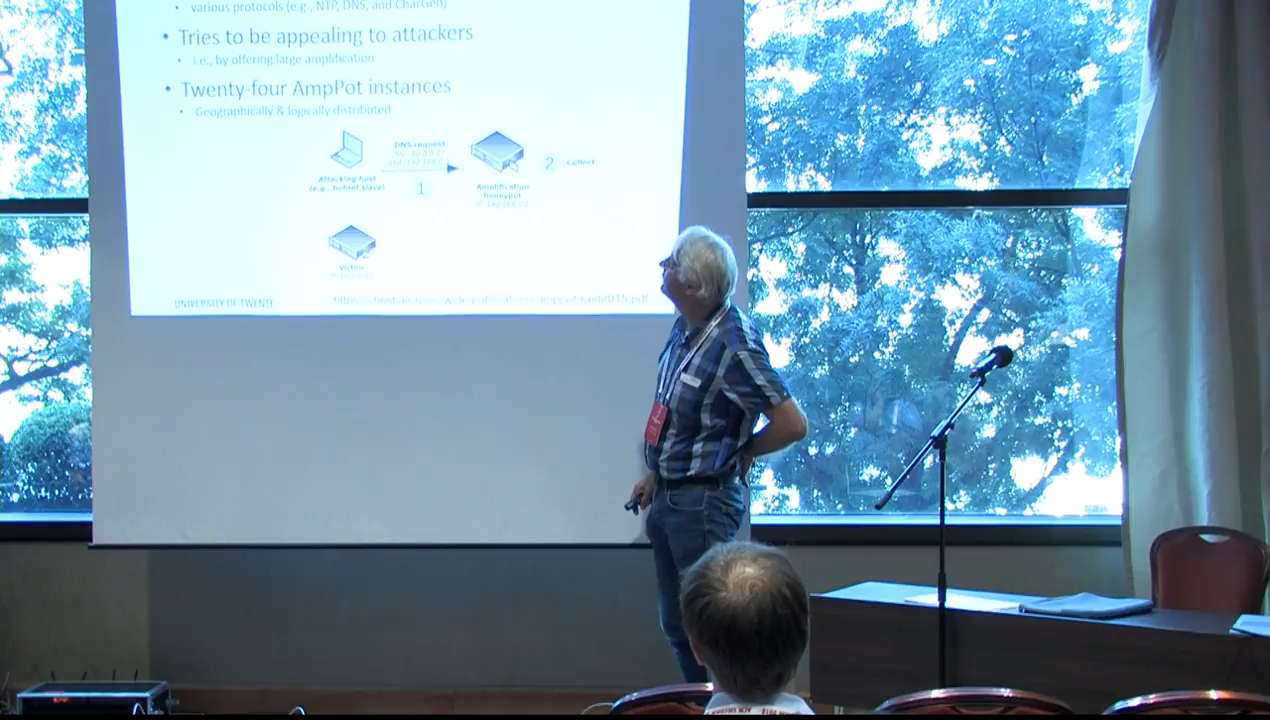 • various protocols (e.g., NTP, DNS, and CharGen)
• Tries to be appealing to attackers
• i.e., by offering large amplification
• Twenty-four AmpPot instances
• Geographically & logically distributed
DNS request
Attacking host
(e.g., botnet slave)
1
2
Collect
Amplification
honeypot
Victim
UNIVERSITY OF TWENTE